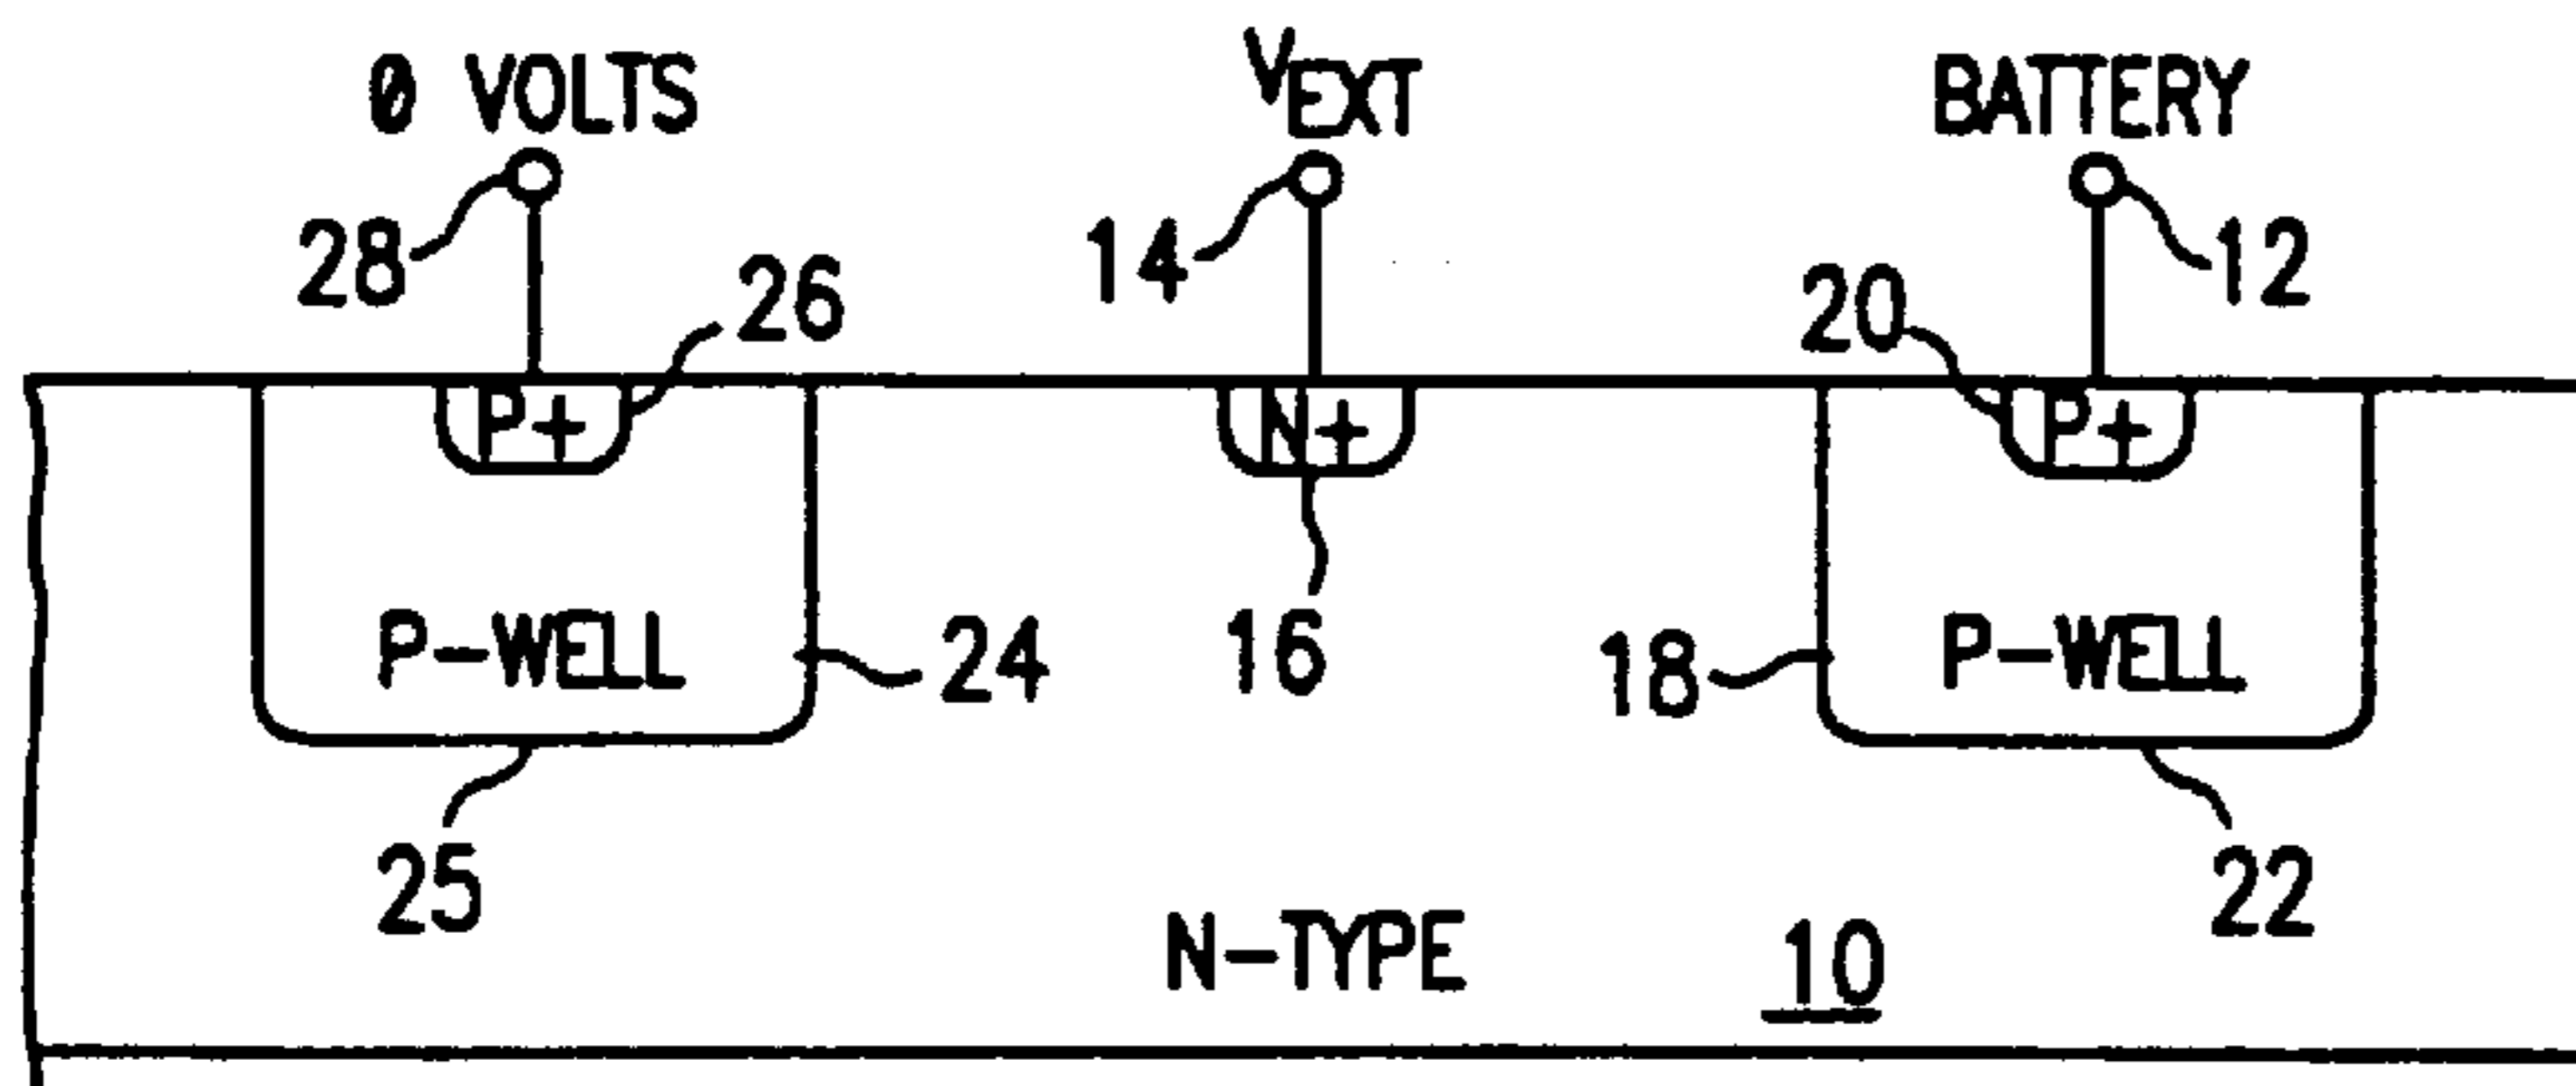 0 VOLTS VEXT BATTERY
28 14 12
26 20
P+ N+ P+
P-WELL 24 16 18 P-WELL
25 22
N-TYPE 10